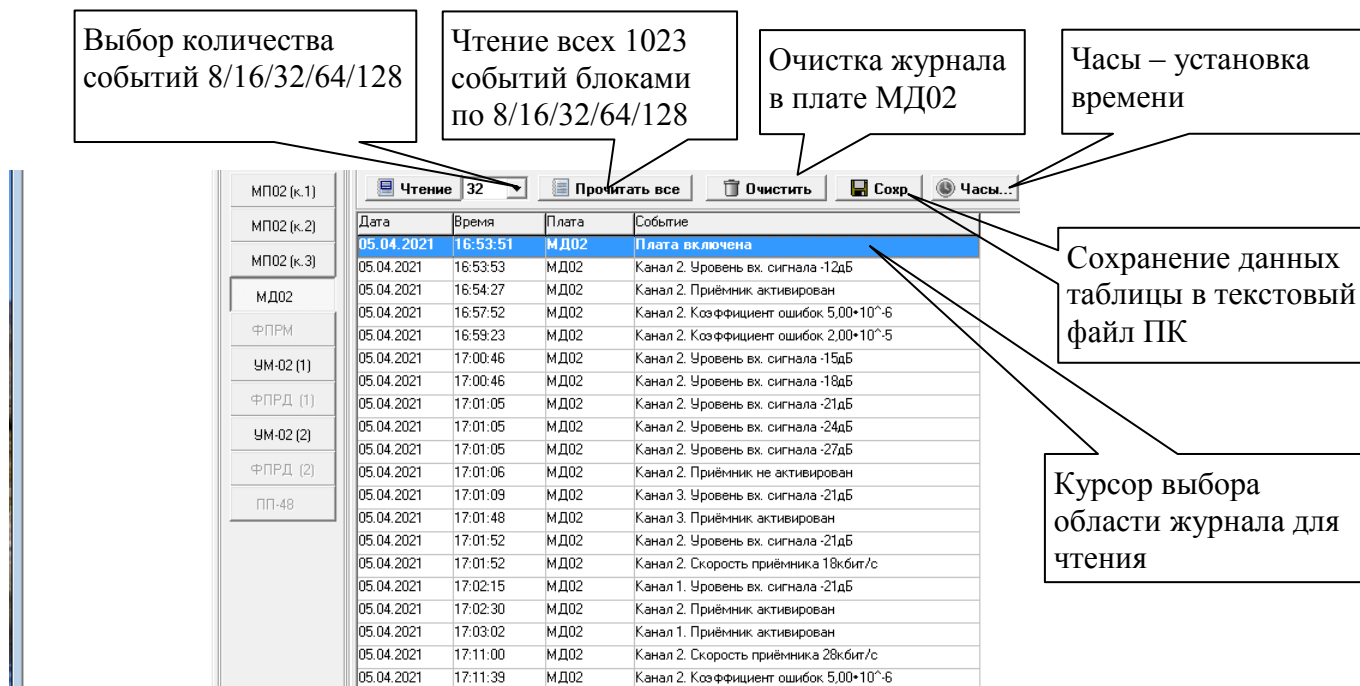 Выбор количества
событий 8/16/32/64/128
Чтение всех 1023
событий блоками
по 8/16/32/64/128
Очистка журнала
в плате МД02
Часы – установка
времени
МП02 (к.1)
МП02 (к.2)
МП02 (к.3)
МД02
ФПРМ
УМ-02 (1)
ФПРД (1)
УМ-02 (2)
ФПРД (2)
ПП-48
Чтение 32 Прочитать все Очистить Сохр. Часы...
Дата Время Плата Событие
05.04.2021 16:53:51 МД02 Плата включена
05.04.2021 16:53:53 МД02 Канал 2. Уровень вх. сигнала -12дБ
05.04.2021 16:54:27 МД02 Канал 2. Приёмник активирован
05.04.2021 16:57:52 МД02 Канал 2. Коэффициент ошибок 5,00•10^-6
05.04.2021 16:59:23 МД02 Канал 2. Коэффициент ошибок 2,00•10^-5
05.04.2021 17:00:46 МД02 Канал 2. Уровень вх. сигнала -15дБ
05.04.2021 17:00:46 МД02 Канал 2. Уровень вх. сигнала -18дБ
05.04.2021 17:01:05 МД02 Канал 2. Уровень вх. сигнала -21дБ
05.04.2021 17:01:05 МД02 Канал 2. Уровень вх. сигнала -24дБ
05.04.2021 17:01:05 МД02 Канал 2. Уровень вх. сигнала -27дБ
05.04.2021 17:01:06 МД02 Канал 2. Приёмник не активирован
05.04.2021 17:01:09 МД02 Канал 3. Уровень вх. сигнала -21дБ
05.04.2021 17:01:48 МД02 Канал 3. Приёмник активирован
05.04.2021 17:01:52 МД02 Канал 2. Уровень вх. сигнала -21дБ
05.04.2021 17:01:52 МД02 Канал 2. Скорость приёмника 18кбит/с
05.04.2021 17:02:15 МД02 Канал 1. Уровень вх. сигнала -21дБ
05.04.2021 17:02:30 МД02 Канал 2. Приёмник активирован
05.04.2021 17:03:02 МД02 Канал 1. Приёмник активирован
05.04.2021 17:11:00 МД02 Канал 2. Скорость приёмника 28кбит/с
05.04.2021 17:11:39 МД02 Канал 2. Коэффициент ошибок 5,00•10^-6
Сохранение данных
таблицы в текстовый
файл ПК
Курсор выбора
области журнала для
чтения